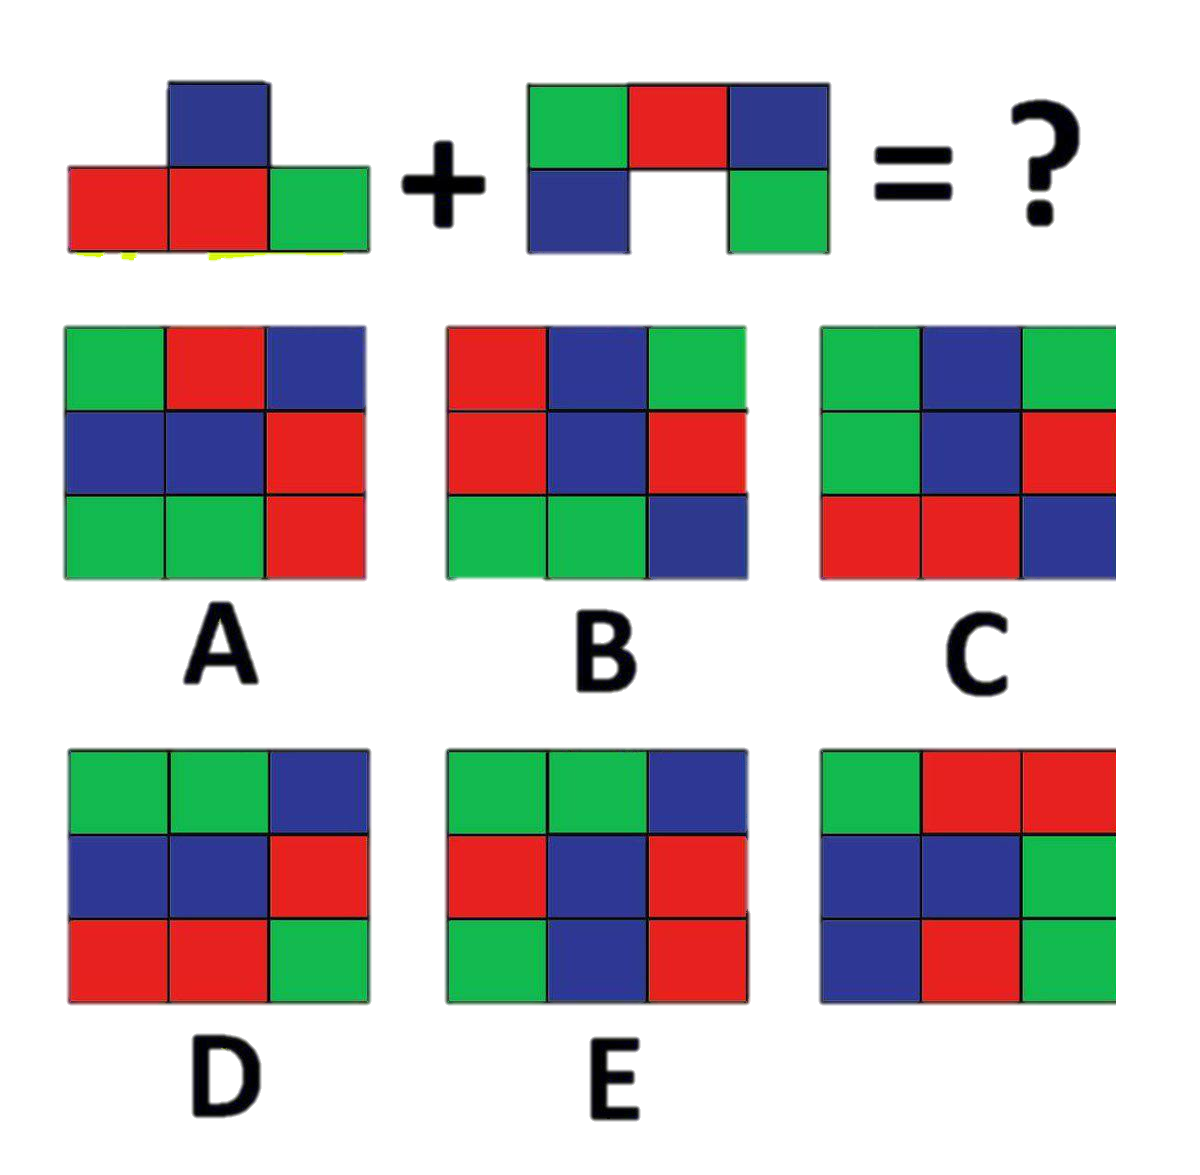 + = ?
A B C
D E